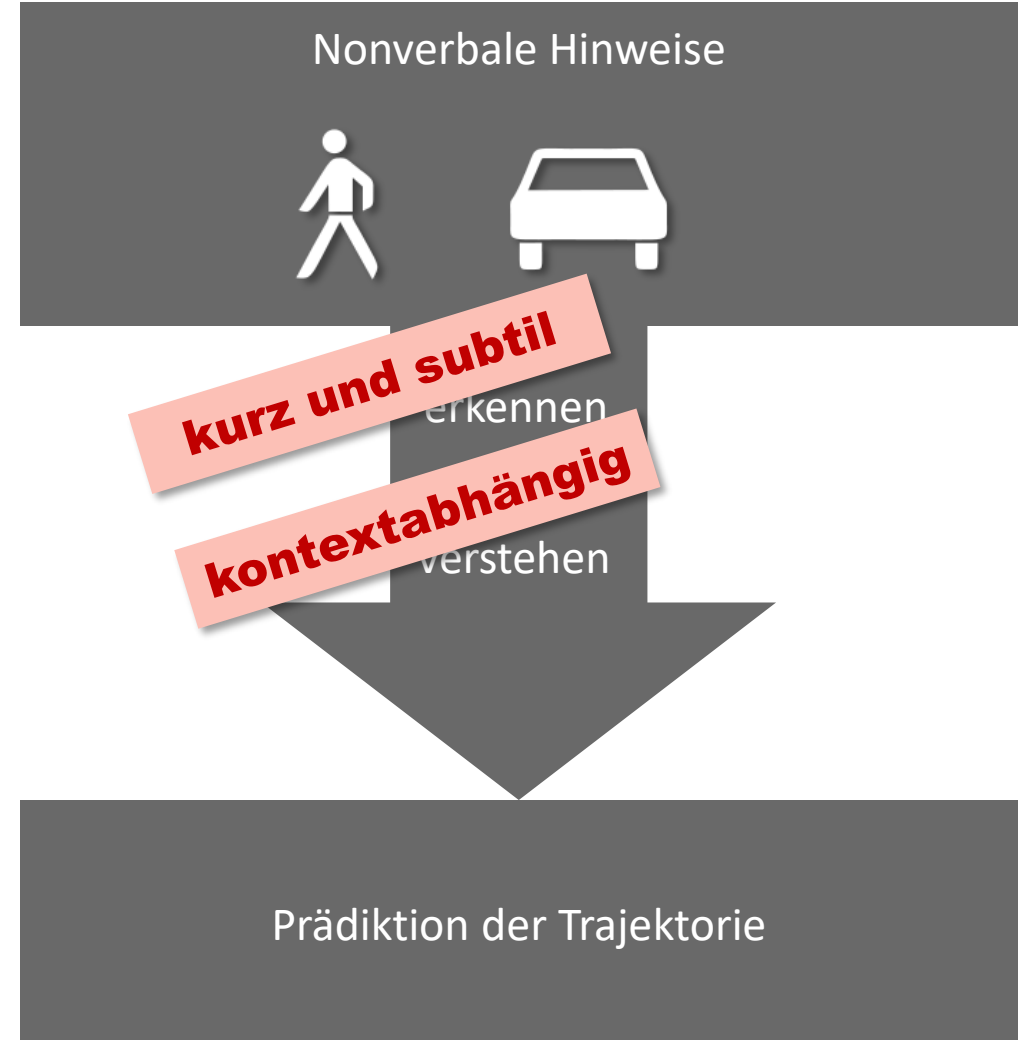 Nonverbale Hinweise
kurz und subtil
erkennen
kontextabhängig
verstehen
Prädiktion der Trajektorie